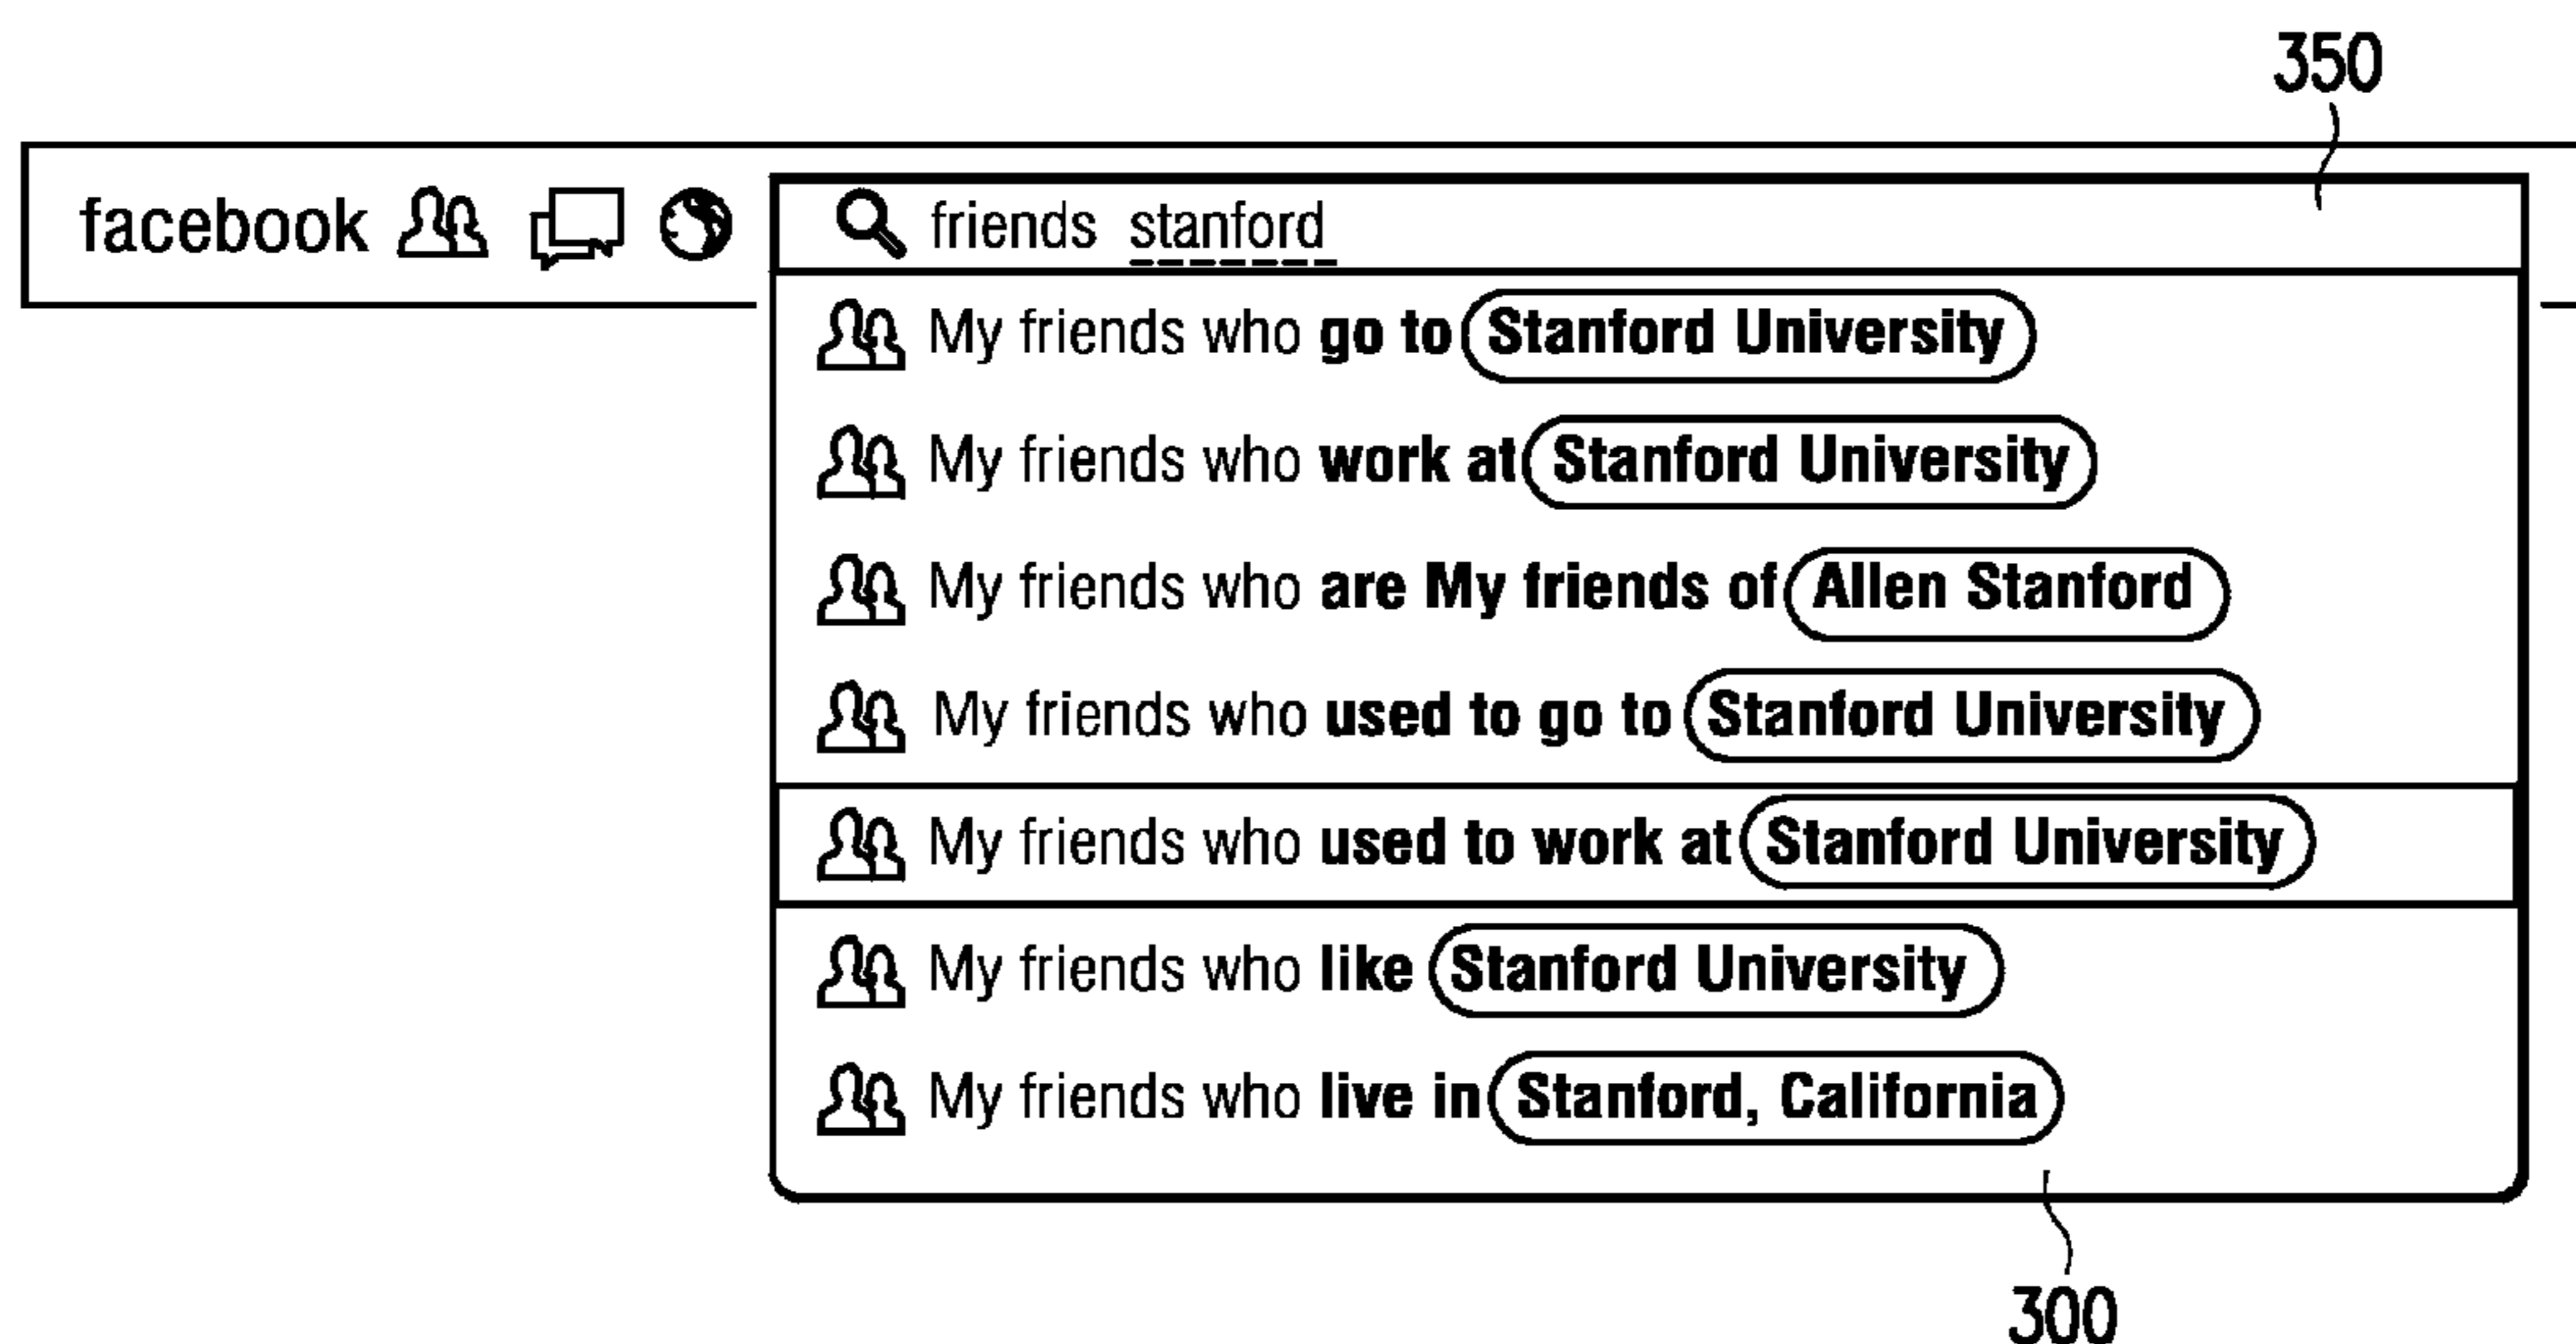 350
facebook
friends stanford
My friends who go to Stanford University
My friends who work at Stanford University
My friends who are My friends of Allen Stanford
My friends who used to go to Stanford University
My friends who used to work at Stanford University
My friends who like Stanford University
My friends who live in Stanford, California
300